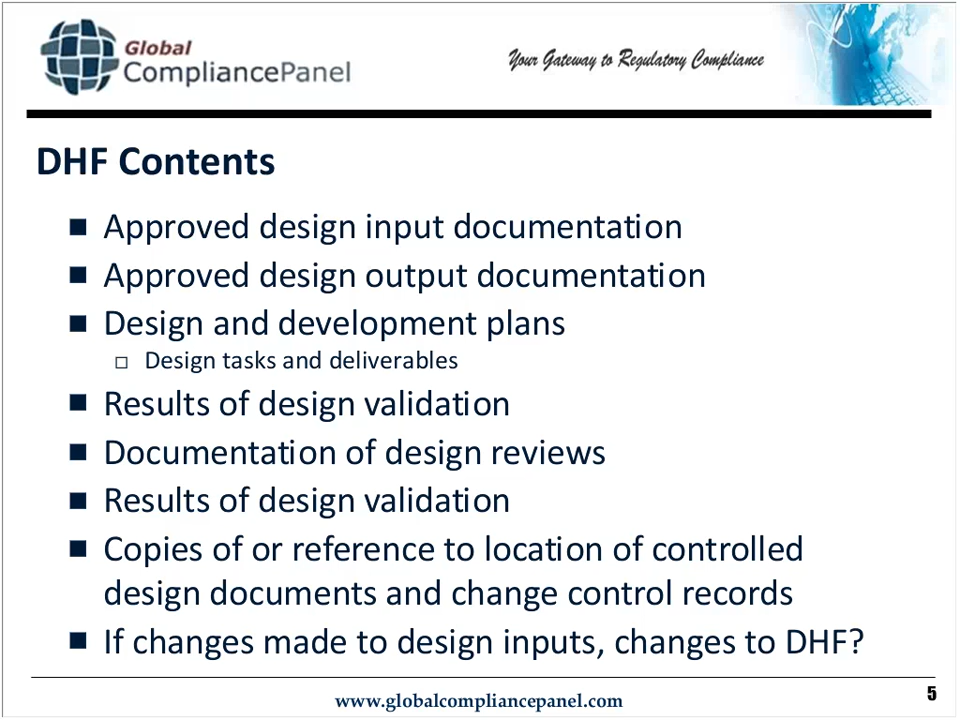 Global
CompliancePanel
Your Gateway to Regulatory Compliance
DHF Contents
Approved design input documentation
Approved design output documentation
Design and development plans
Design tasks and deliverables
Results of design validation
Documentation of design reviews
Results of design validation
Copies of or reference to location of controlled
design documents and change control records
If changes made to design inputs, changes to DHF?
www.globalcompliancepanel.com
5